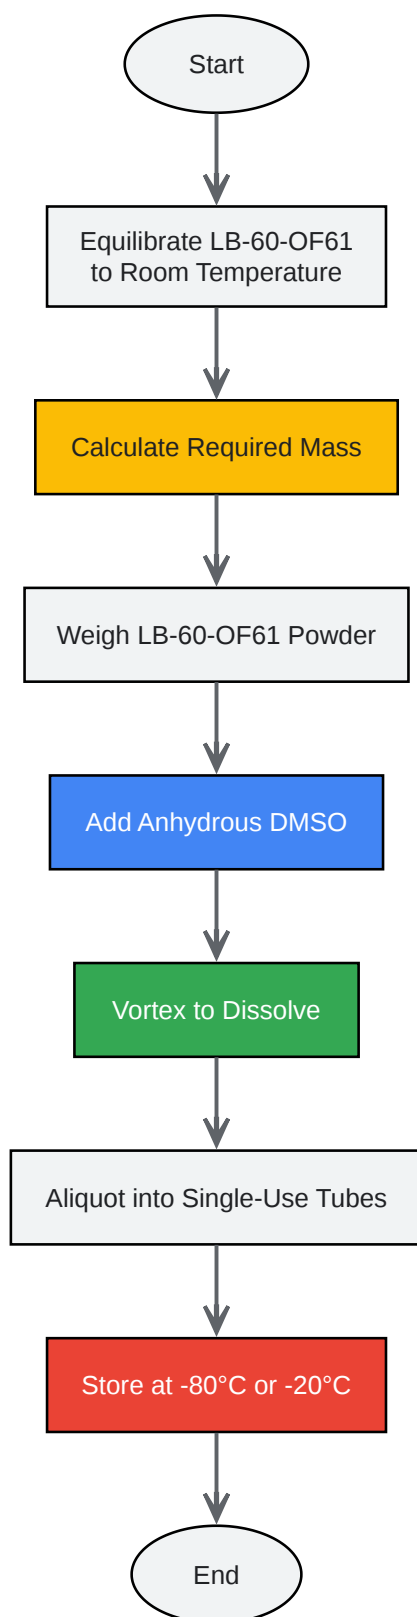 Start
Equilibrate LB-60-OF61
to Room Temperature
Calculate Required Mass
Weigh LB-60-OF61 Powder
Add Anhydrous DMSO
Vortex to Dissolve
Aliquot into Single-Use Tubes
Store at -80°C or -20°C
End